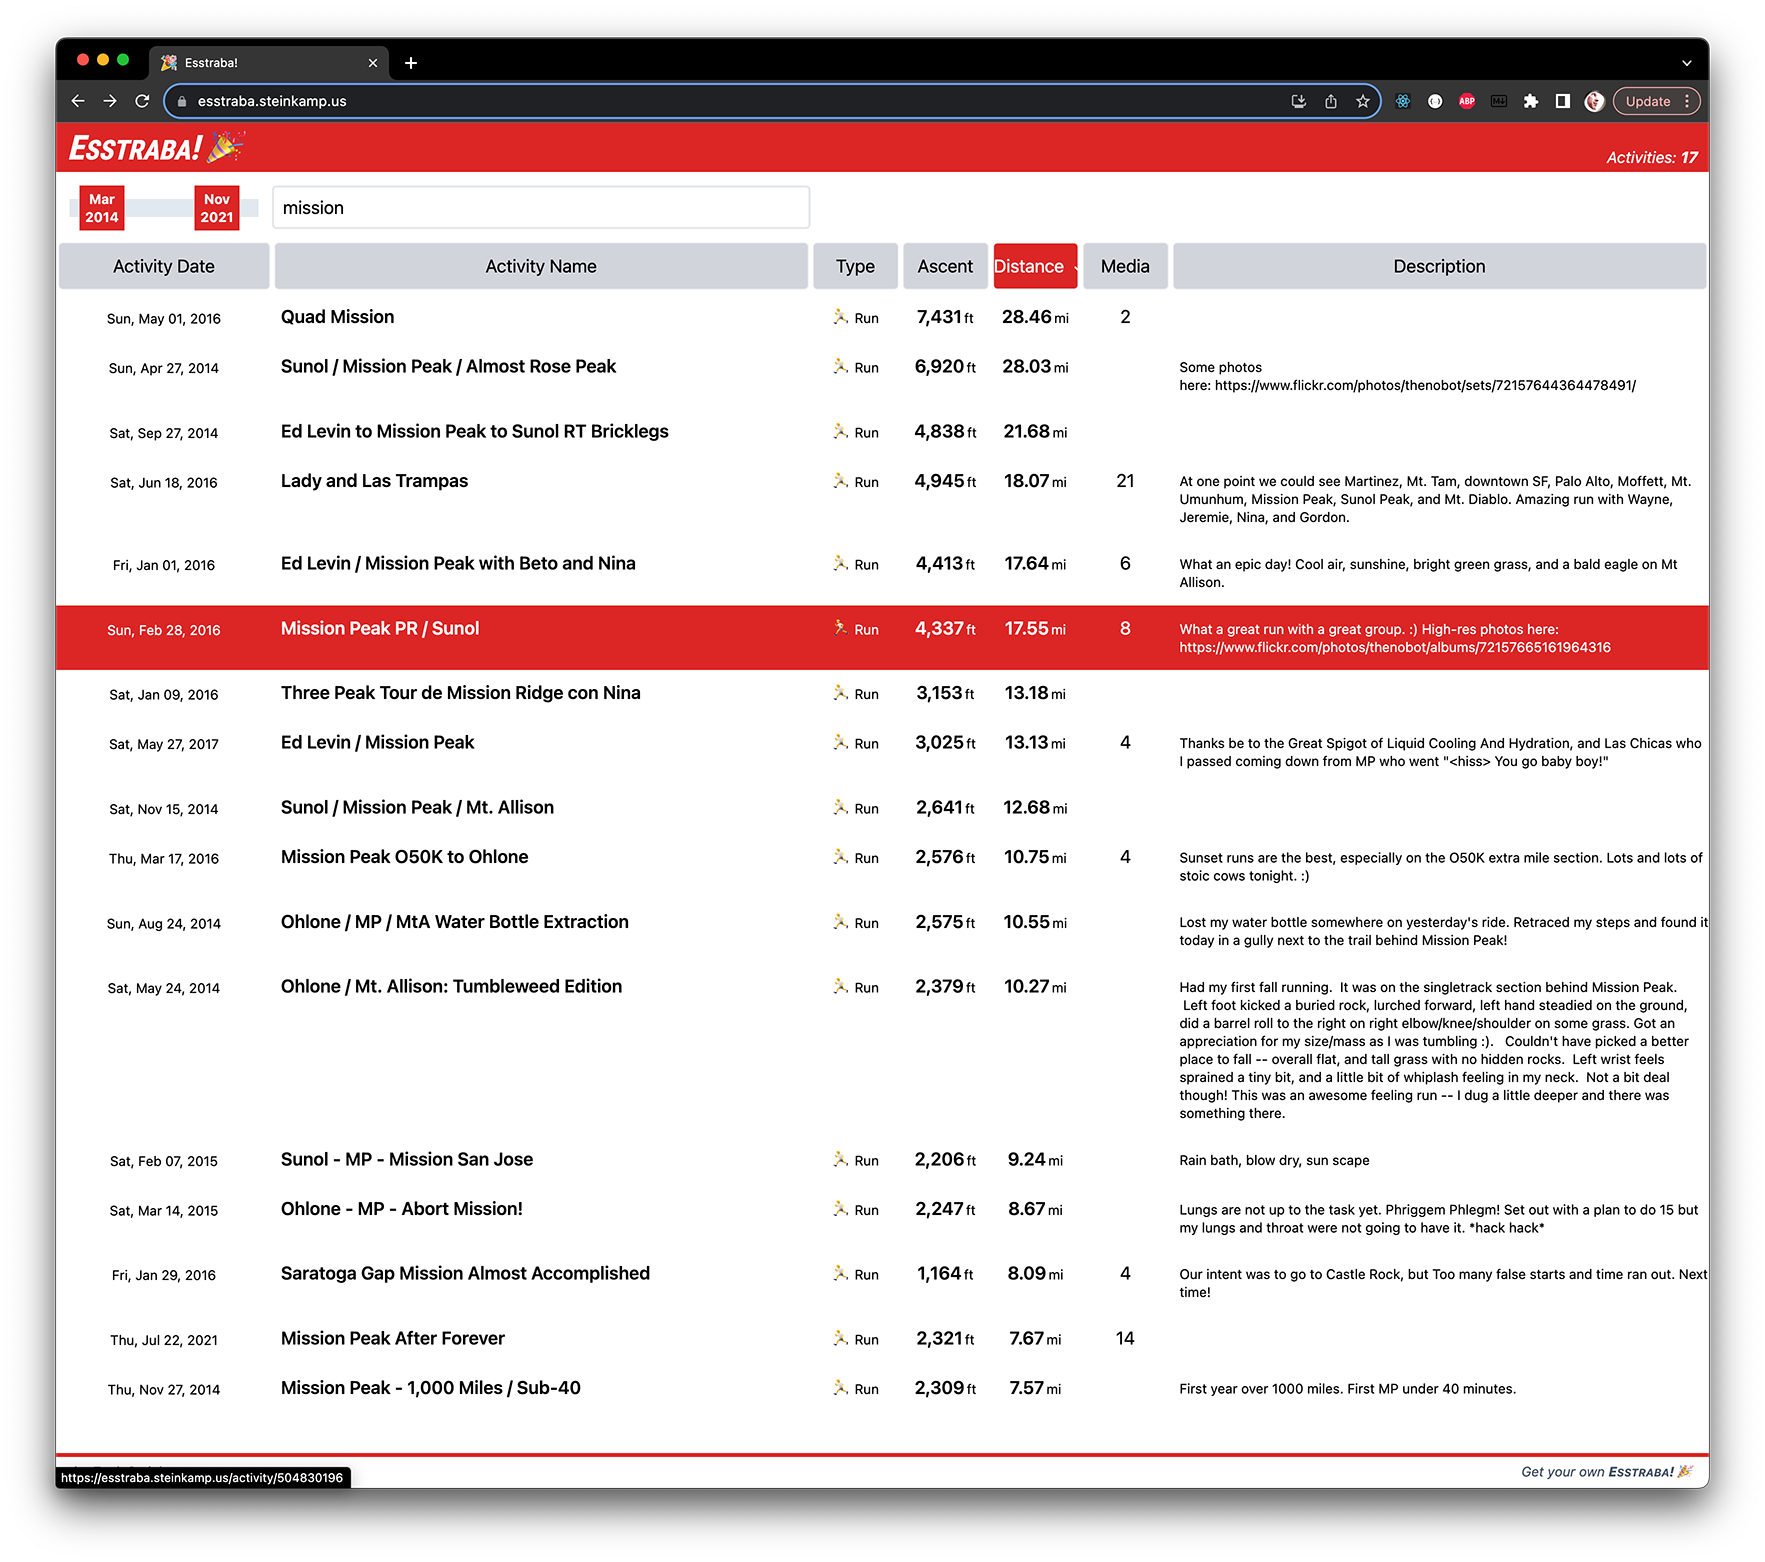 Esstraba!
esstraba.steinkamp.us
ABP
Update
ESSTRABA!
Activities: 17
Mar
2014
Nov
2021
mission
Activity Date
Activity Name
Type
Ascent
Distance
Media
Description
Sun, May 01, 2016 Quad Mission Run 7,431 ft 28.46 mi 2
Sun, Apr 27, 2014 Sunol / Mission Peak / Almost Rose Peak Run 6,920 ft 28.03 mi Some photos
here: https://www.flickr.com/photos/thenobot/sets/72157644364478491/
Sat, Sep 27, 2014 Ed Levin to Mission Peak to Sunol RT Bricklegs Run 4,838 ft 21.68 mi
Sat, Jun 18, 2016 Lady and Las Trampas Run 4,945 ft 18.07 mi 21 At one point we could see Martinez, Mt. Tam, downtown SF, Palo Alto, Moffett, Mt.
Umunhum, Mission Peak, Sunol Peak, and Mt. Diablo. Amazing run with Wayne,
Jeremie, Nina, and Gordon.
Fri, Jan 01, 2016 Ed Levin / Mission Peak with Beto and Nina Run 4,413 ft 17.64 mi 6 What an epic day! Cool air, sunshine, bright green grass, and a bald eagle on Mt
Allison.
Sun, Feb 28, 2016 Mission Peak PR / Sunol Run 4,337 ft 17.55 mi 8 What a great run with a great group. :) High-res photos here:
https://www.flickr.com/photos/thenobot/albums/72157665161964316
Sat, Jan 09, 2016 Three Peak Tour de Mission Ridge con Nina Run 3,153 ft 13.18 mi
Sat, May 27, 2017 Ed Levin / Mission Peak Run 3,025 ft 13.13 mi 4 Thanks be to the Great Spigot of Liquid Cooling And Hydration, and Las Chicas who
I passed coming down from MP who went "<hiss> You go baby boy!"
Sat, Nov 15, 2014 Sunol / Mission Peak / Mt. Allison Run 2,641 ft 12.68 mi
Thu, Mar 17, 2016 Mission Peak O50K to Ohlone Run 2,576 ft 10.75 mi 4 Sunset runs are the best, especially on the O50K extra mile section. Lots and lots of
stoic cows tonight. :)
Sun, Aug 24, 2014 Ohlone / MP / MtA Water Bottle Extraction Run 2,575 ft 10.55 mi Lost my water bottle somewhere on yesterday's ride. Retraced my steps and found it
today in a gully next to the trail behind Mission Peak!
Sat, May 24, 2014 Ohlone / Mt. Allison: Tumbleweed Edition Run 2,379 ft 10.27 mi Had my first fall running. It was on the singletrack section behind Mission Peak.
Left foot kicked a buried rock, lurched forward, left hand steadied on the ground,
did a barrel roll to the right on right elbow/knee/shoulder on some grass. Got an
appreciation for my size/mass as I was tumbling :). Couldn't have picked a better
place to fall -- overall flat, and tall grass with no hidden rocks. Left wrist feels
sprained a tiny bit, and a little bit of whiplash feeling in my neck. Not a bit deal
though! This was an awesome feeling run -- I dug a little deeper and there was
something there.
Sat, Feb 07, 2015 Sunol - MP - Mission San Jose Run 2,206 ft 9.24 mi Rain bath, blow dry, sun scape
Sat, Mar 14, 2015 Ohlone - MP - Abort Mission! Run 2,247 ft 8.67 mi Lungs are not up to the task yet. Phriggem Phlegm! Set out with a plan to do 15 but
my lungs and throat were not going to have it. *hack hack*
Fri, Jan 29, 2016 Saratoga Gap Mission Almost Accomplished Run 1,164 ft 8.09 mi 4 Our intent was to go to Castle Rock, but Too many false starts and time ran out. Next
time!
Thu, Jul 22, 2021 Mission Peak After Forever Run 2,321 ft 7.67 mi 14
Thu, Nov 27, 2014 Mission Peak - 1,000 Miles / Sub-40 Run 2,309 ft 7.57 mi First year over 1000 miles. First MP under 40 minutes.
https://esstraba.steinkamp.us/activity/504830196
Get your own ESSTRABA!